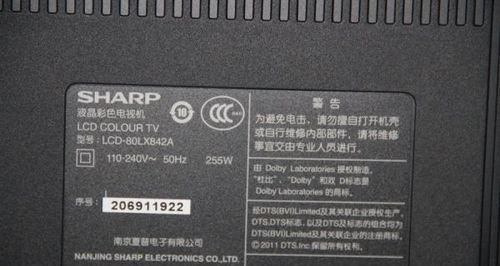 SHARP
液晶彩色电视机
LCD COLOUR TV
型号: LCD-80LX842A
110-240V~ 50Hz 255W
序号: 206911922
南京夏普电子有限公司
NANJING SHARP ELECTRONICS CO., LTD.
10
CCC
警告
为避免电击，请勿擅自打开机壳
或自行维修内部部件，请将维修
事宜交由专业人员进行.
由 Dolby Laboratories 授权制造。
“杜比”、“Dolby”和双 D标志是
Dolby Laboratories 的商标.
经DTS(BVI)Limited及其关联企业授权生产.
DTS,DTS标志、以及DTS及标志的组合均为
DTS(BVI)Limited及其关联企业的注册商标.
©2011 DTS,Inc.保留所有权利.